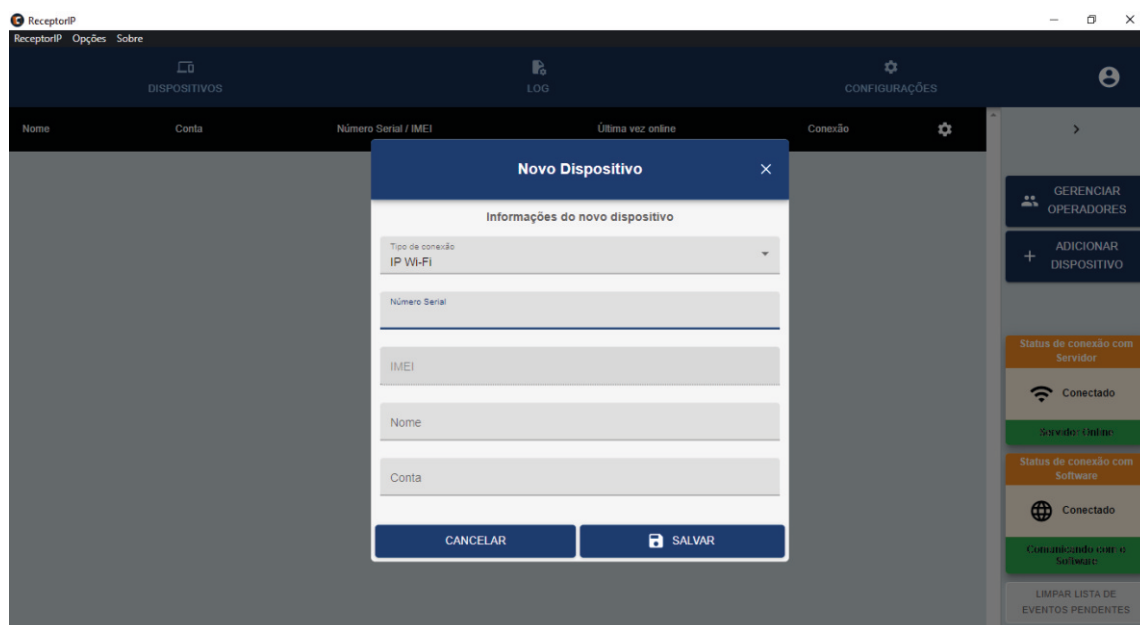 ReceptorIP
ReceptorIP Opções Sobre
DISPOSITIVOS
LOG
CONFIGURAÇÕES
Nome Conta Número Serial / IMEI Última vez online Conexão
Novo Dispositivo
Informações do novo dispositivo
Tipo de conexão
IP Wi-Fi
Número Serial
IMEI
Nome
Conta
CANCELAR
SALVAR
GERENCIAR
OPERADORES
ADICIONAR
DISPOSITIVO
Status de conexão com
Servidor
Conectado
Servidor Online
Status de conexão com
Software
Conectado
Comunicando com o
Software
LIMPAR LISTA DE
EVENTOS PENDENTES